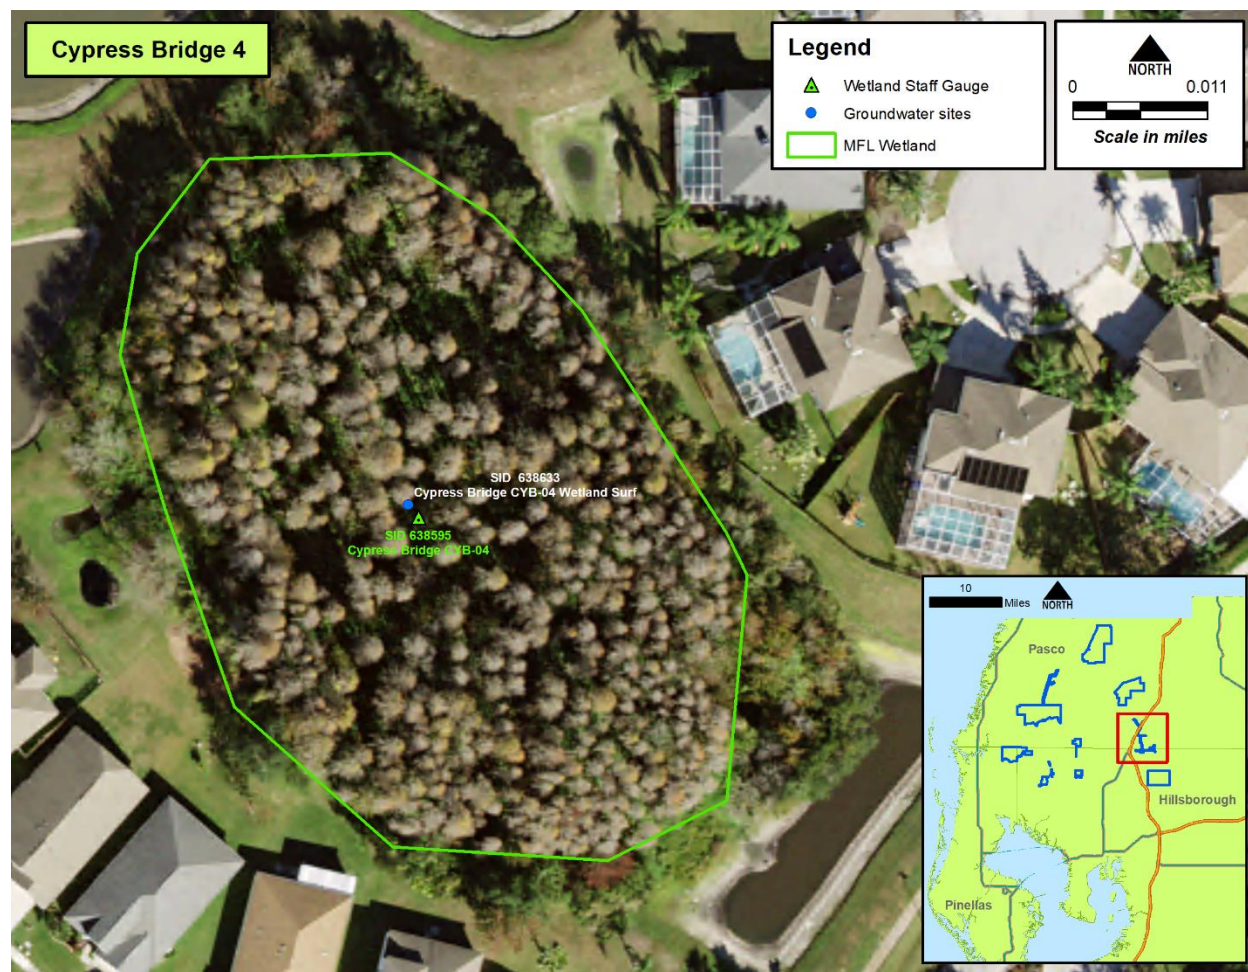 Cypress Bridge 4
Legend
Wetland Staff Gauge
Groundwater sites
MFL Wetland
NORTH
0 0.011
Scale in miles
SID 638633
Cypress Bridge CYB-04 Wetland Surf
SID 638595
Cypress Bridge CYB-04
10
Miles
NORTH
Pasco
Hillsborough
Pinellas